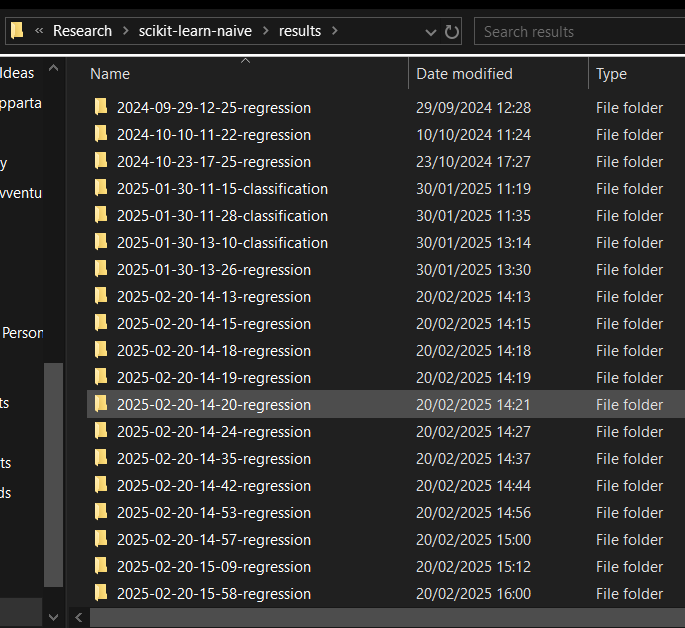 « Research > scikit-learn-naive > results > Search results
Ideas
pparta
y
vventu
Person
ts
ts
ds
Name Date modified Type
2024-09-29-12-25-regression 29/09/2024 12:28 File folder
2024-10-10-11-22-regression 10/10/2024 11:24 File folder
2024-10-23-17-25-regression 23/10/2024 17:27 File folder
2025-01-30-11-15-classification 30/01/2025 11:19 File folder
2025-01-30-11-28-classification 30/01/2025 11:35 File folder
2025-01-30-13-10-classification 30/01/2025 13:14 File folder
2025-01-30-13-26-regression 30/01/2025 13:30 File folder
2025-02-20-14-13-regression 20/02/2025 14:13 File folder
2025-02-20-14-15-regression 20/02/2025 14:15 File folder
2025-02-20-14-18-regression 20/02/2025 14:18 File folder
2025-02-20-14-19-regression 20/02/2025 14:19 File folder
2025-02-20-14-20-regression 20/02/2025 14:21 File folder
2025-02-20-14-24-regression 20/02/2025 14:27 File folder
2025-02-20-14-35-regression 20/02/2025 14:37 File folder
2025-02-20-14-42-regression 20/02/2025 14:44 File folder
2025-02-20-14-53-regression 20/02/2025 14:56 File folder
2025-02-20-14-57-regression 20/02/2025 15:00 File folder
2025-02-20-15-09-regression 20/02/2025 15:12 File folder
2025-02-20-15-58-regression 20/02/2025 16:00 File folder